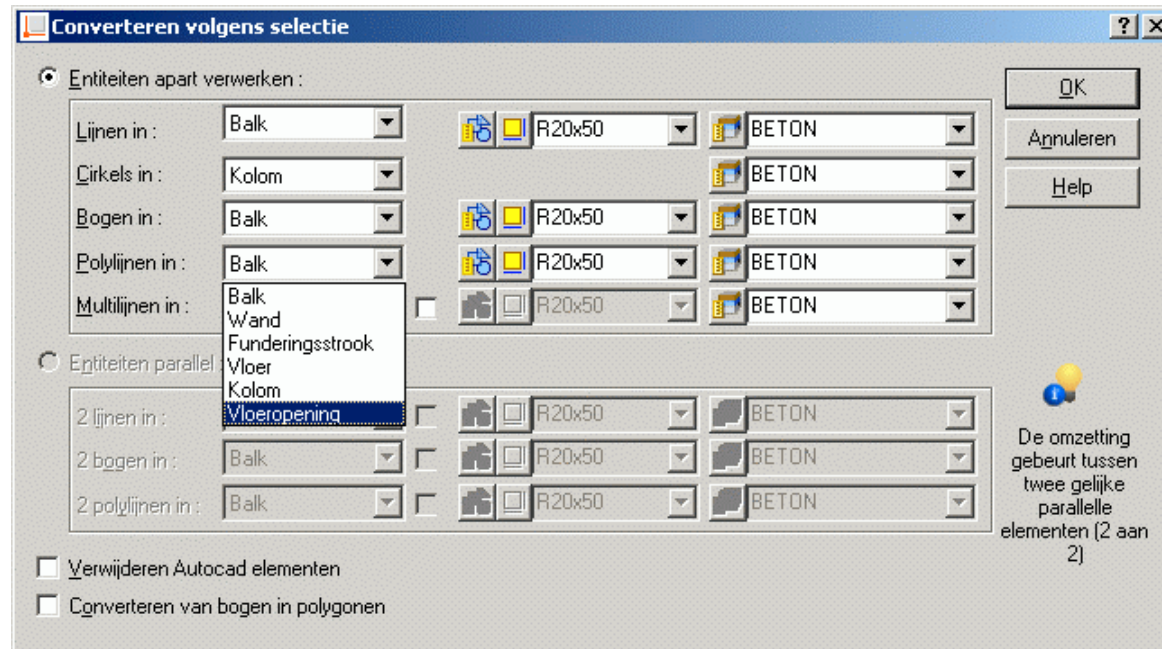 Converteren volgens selectie
Entiteiten apart verwerken :
Lijnen in : Balk R20x50 BETON
Cirkels in : Kolom BETON
Bogen in : Balk R20x50 BETON
Polylijnen in : Balk R20x50 BETON
Multilijnen in : R20x50 BETON
Balk
Wand
Funderingsstrook
Vloer
Kolom
Vloeropening
Entiteiten parallel
2 lijnen in : R20x50 BETON
2 bogen in : Balk R20x50 BETON
2 polylijnen in : Balk R20x50 BETON
Verwijderen Autocad elementen
Converteren van bogen in polygonen
OK
Annuleren
Help
De omzetting
gebeurt tussen
twee gelijke
parallelle
elementen (2 aan
2)